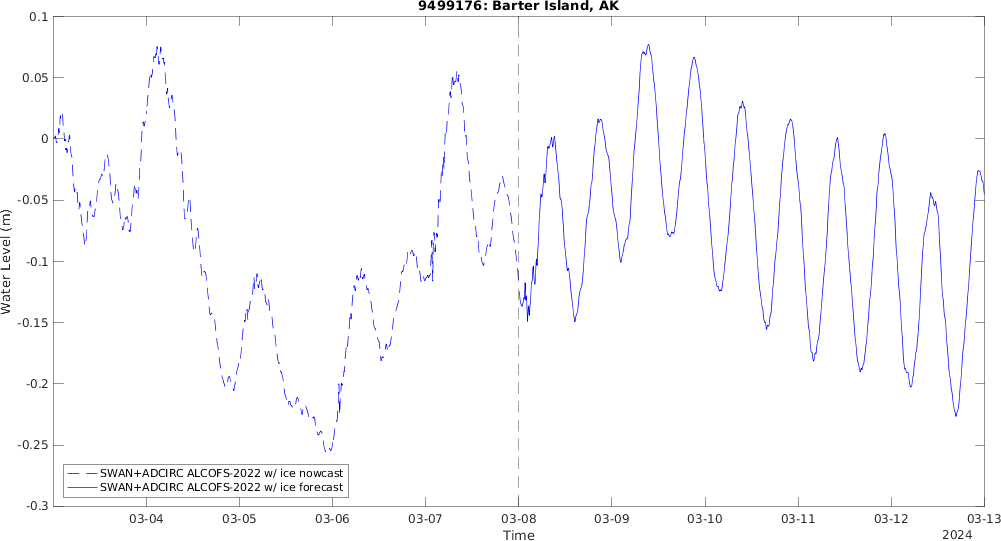 9499176: Barter Island, AK
0.1
0.05
0
-0.05
-0.1
-0.15
-0.2
-0.25
-0.3
Water Level (m)
SWAN+ADCIRC ALCOFS-2022 w/ ice nowcast
SWAN+ADCIRC ALCOFS-2022 w/ ice forecast
03-04 03-05 03-06 03-07 03-08 03-09 03-10 03-11 03-12 03-13
Time
2024